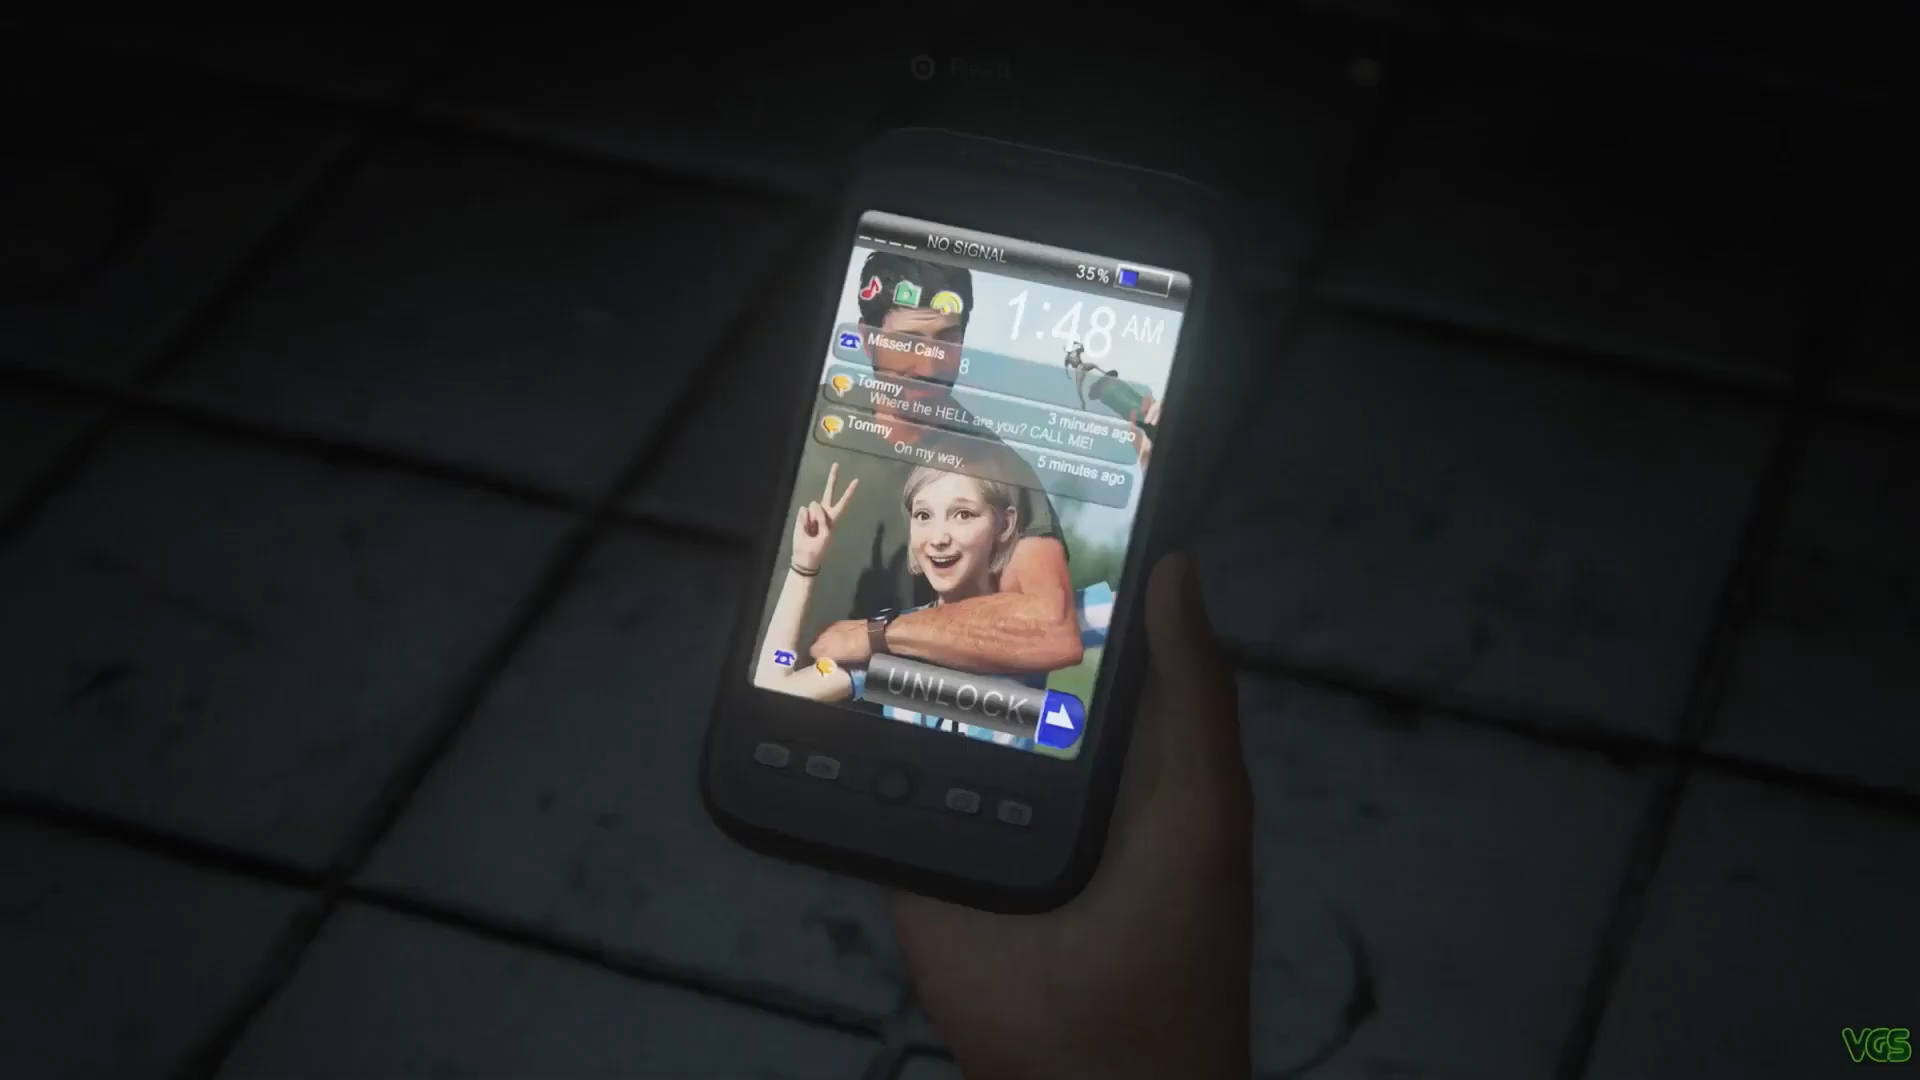 NO SIGNAL
35%
1:48 AM
Missed Calls
8
Tommy
3 minutes ago
Where the HELL are you? CALL ME!
Tommy
5 minutes ago
On my way.
UNLOCK
VGS